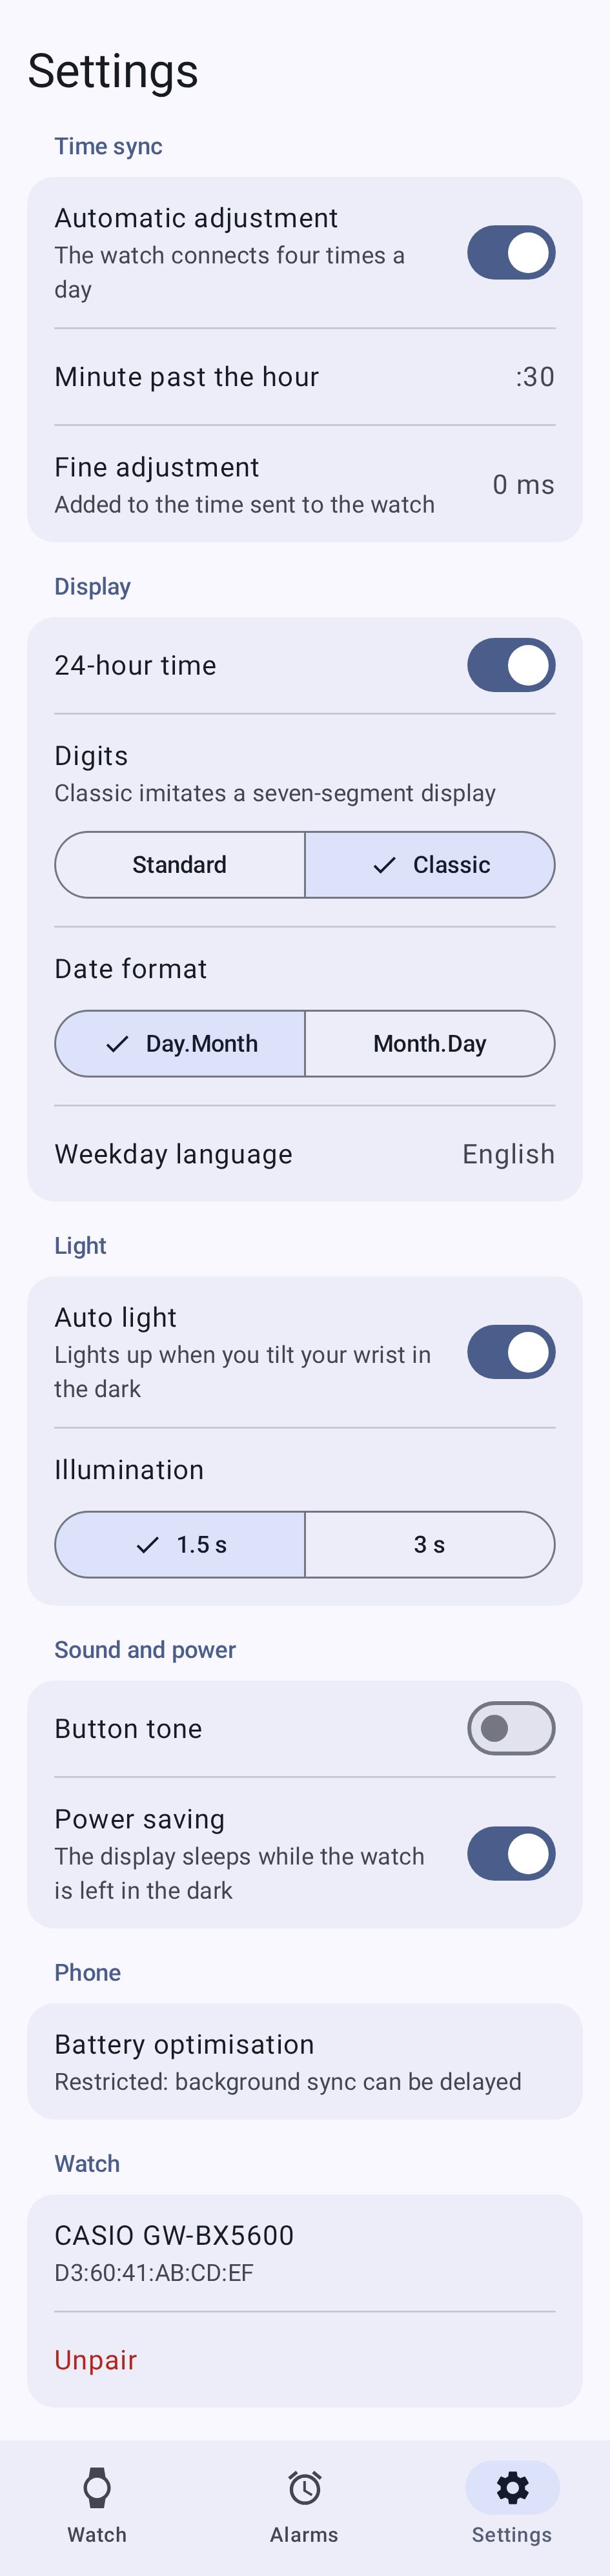 Settings
Time sync
Automatic adjustment
The watch connects four times a
day
Minute past the hour :30
Fine adjustment
Added to the time sent to the watch
0 ms
Display
24-hour time
Digits
Classic imitates a seven-segment display
Standard Classic
Date format
Day.Month Month.Day
Weekday language English
Light
Auto light
Lights up when you tilt your wrist in
the dark
Illumination
1.5 s 3 s
Sound and power
Button tone
Power saving
The display sleeps while the watch
is left in the dark
Phone
Battery optimisation
Restricted: background sync can be delayed
Watch
CASIO GW-BX5600
D3:60:41:AB:CD:EF
Unpair
Watch Alarms Settings